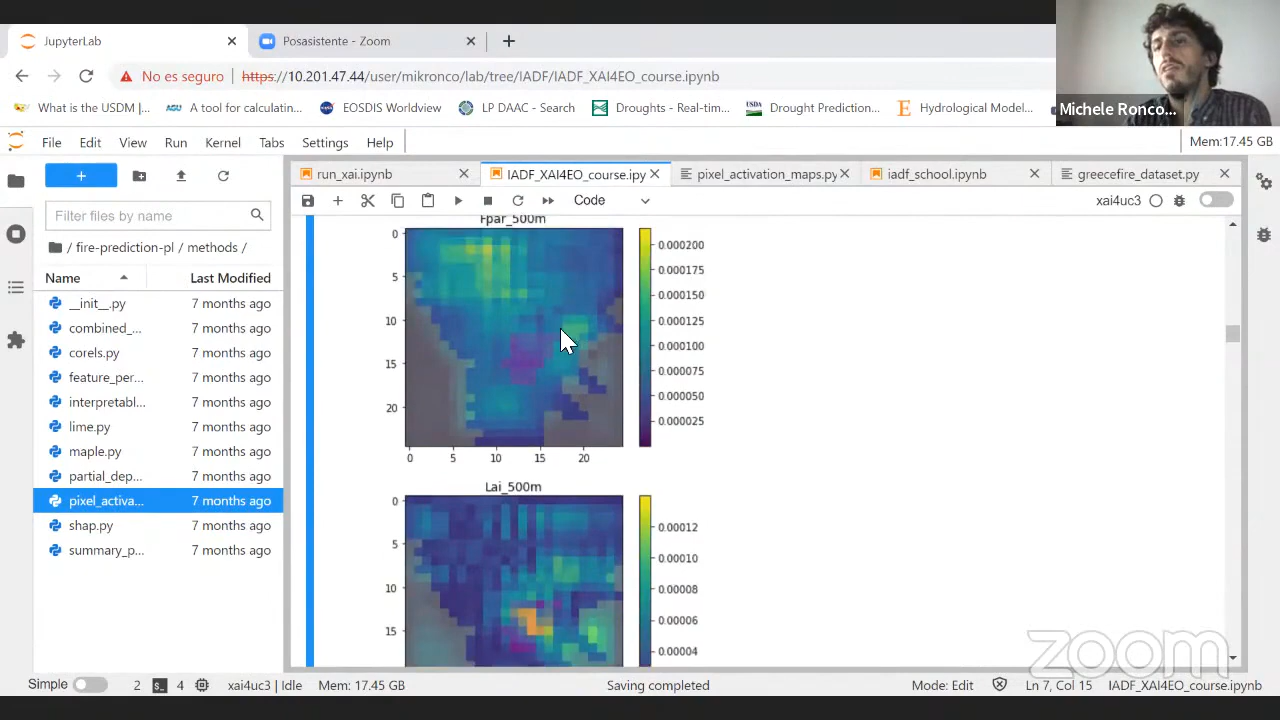 JupyterLab
Posasistente - Zoom
No es seguro
https://10.201.47.44/user/mikronco/lab/tree/IADF/IADF_XAI4EO_course.ipynb
What is the USDM |...
AGU A tool for calculatin...
EOSDIS Worldview
LP DAAC - Search
Droughts - Real-tim...
USDA Drought Prediction...
Hydrological Model...
Michele Ronco...
File Edit View Run Kernel Tabs Settings Help
Mem:17.45 GB
run_xai.ipynb
IADF_XAI4EO_course.ipy
pixel_activation_maps.py
iadf_school.ipynb
greecefire_dataset.py
Code
xai4uc3
Filter files by name
/ fire-prediction-pl / methods /
Name Last Modified
__init__.py 7 months ago
combined_... 7 months ago
corels.py 7 months ago
feature_per... 7 months ago
interpretabl... 7 months ago
lime.py 7 months ago
maple.py 7 months ago
partial_dep... 7 months ago
pixel_activa... 7 months ago
shap.py 7 months ago
summary_p... 7 months ago
Fpar_500m
0
5
10
15
20
0 5 10 15 20
0.000200
0.000175
0.000150
0.000125
0.000100
0.000075
0.000050
0.000025
Lai_500m
0
5
10
15
0.00012
0.00010
0.00008
0.00006
0.00004
zoom
Simple 2 4 xai4uc3 | Idle Mem: 17.45 GB Saving completed Mode: Edit Ln 7, Col 15 IADF_XAI4EO_course.ipynb